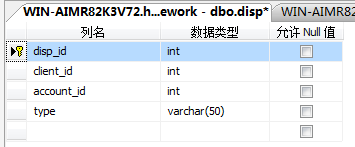 WIN-AIMR82K3V72.h...ework - dbo.disp* WIN-AIMR82
列名 数据类型 允许 Null 值
disp_id int
client_id int
account_id int
type varchar(50)